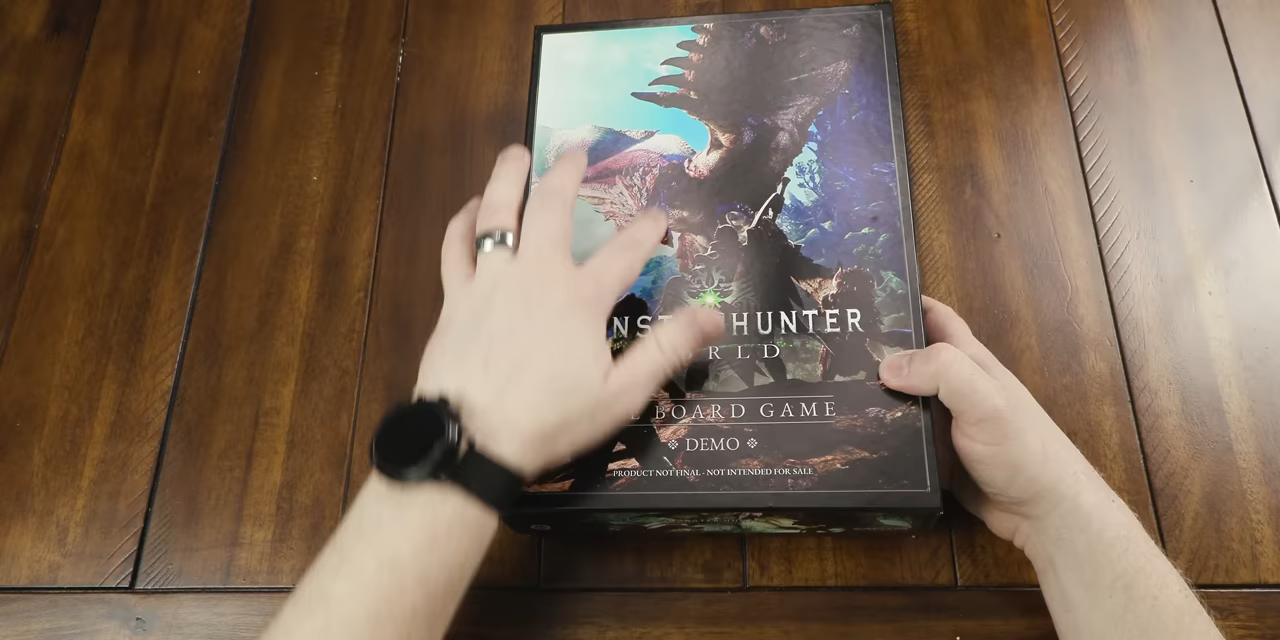 HUNTER
BOARD GAME
DEMO
PRODUCT NOT FINAL - NOT INTENDED FOR SALE